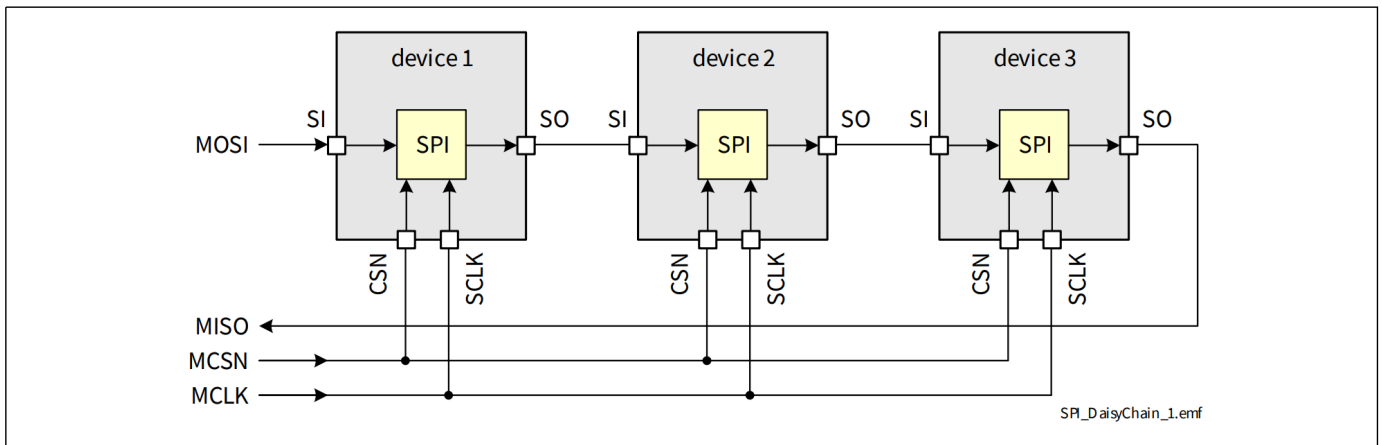 device 1
device 2
device 3
MOSI
SI
SPI
SO
SI
SPI
SO
SI
SPI
SO
CSN
SCLK
CSN
SCLK
CSN
SCLK
MISO
MCSN
MCLK
SPI_DaisyChain_1.emf